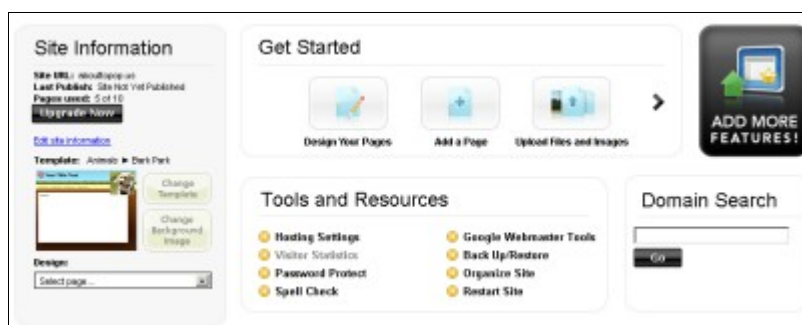 Site Information
Site URL:
Last Publish: Site Not Yet Published
Pages used: 5 of 10
Upgrade Now
Edit site information
Template: Animals ► Bark Park
Change
Template
Change
Background
Image
Design:
Select page ...
Get Started
Design Your Pages
Add a Page
Upload Files and Images
ADD MORE
FEATURES!
Tools and Resources
Hosting Settings
Visitor Statistics
Password Protect
Spell Check
Google Webmaster Tools
Back Up/Restore
Organize Site
Restart Site
Domain Search
Go